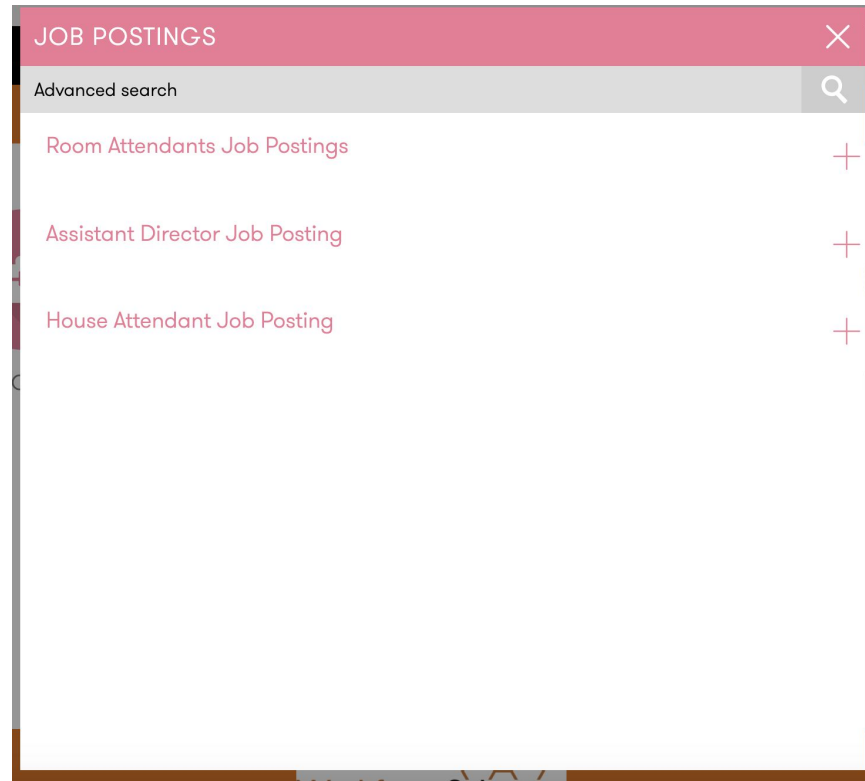 JOB POSTINGS
Advanced search
Room Attendants Job Postings
Assistant Director Job Posting
House Attendant Job Posting